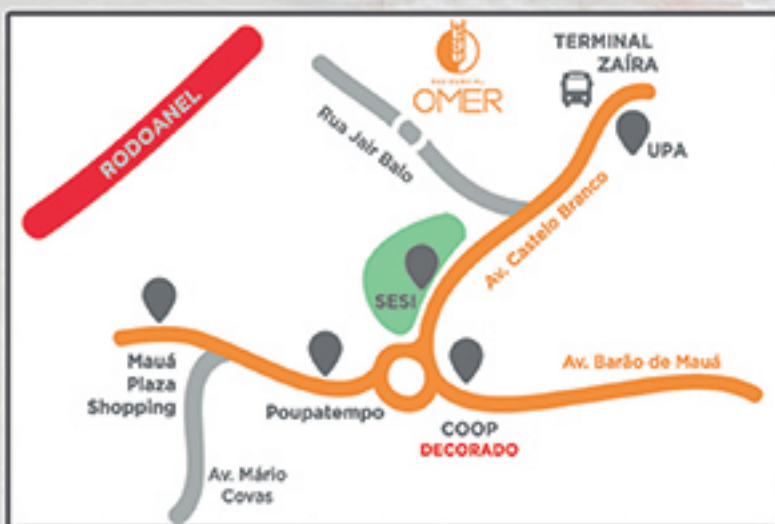 RODOANEL
RESIDENCIAL
OMER
TERMINAL
ZAÍRA
UPA
Rua Jair Balo
Av. Castelo Branco
SESI
Mauá
Plaza
Shopping
Poupatempo
Av. Barão de Mauá
COOP
DECORADO
Av. Mário
Covas